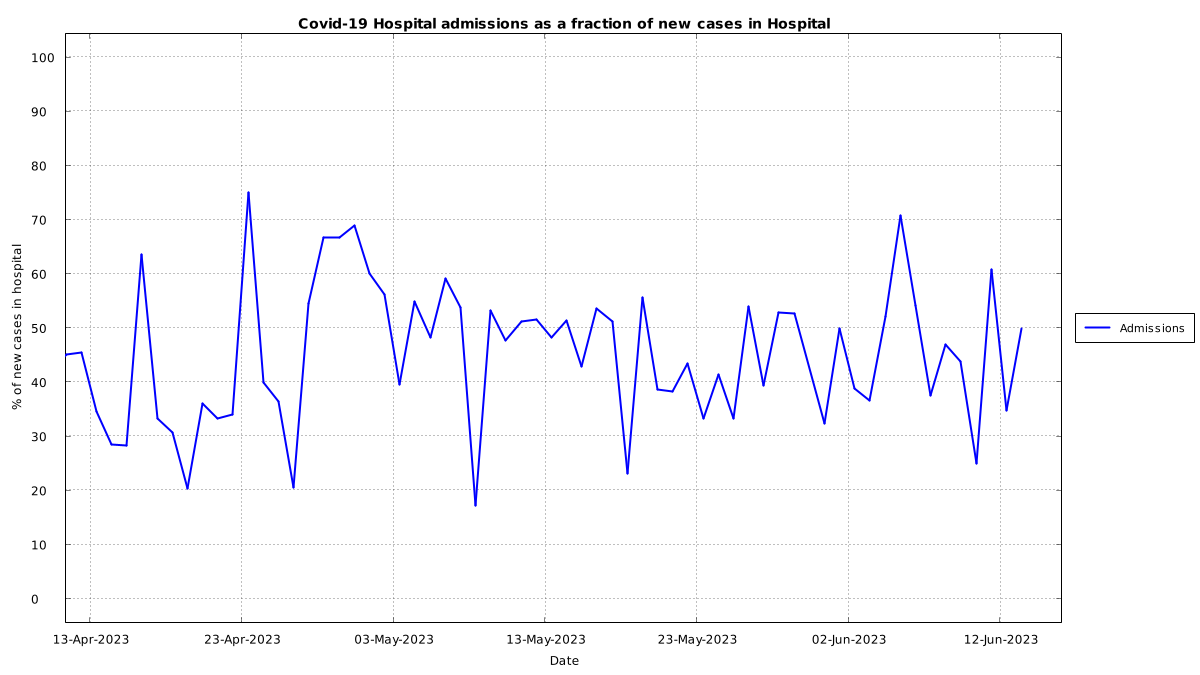 Covid-19 Hospital admissions as a fraction of new cases in Hospital
% of new cases in hospital
100
90
80
70
60
50
40
30
20
10
0
13-Apr-2023
23-Apr-2023
03-May-2023
13-May-2023
23-May-2023
02-Jun-2023
12-Jun-2023
Date
Admissions